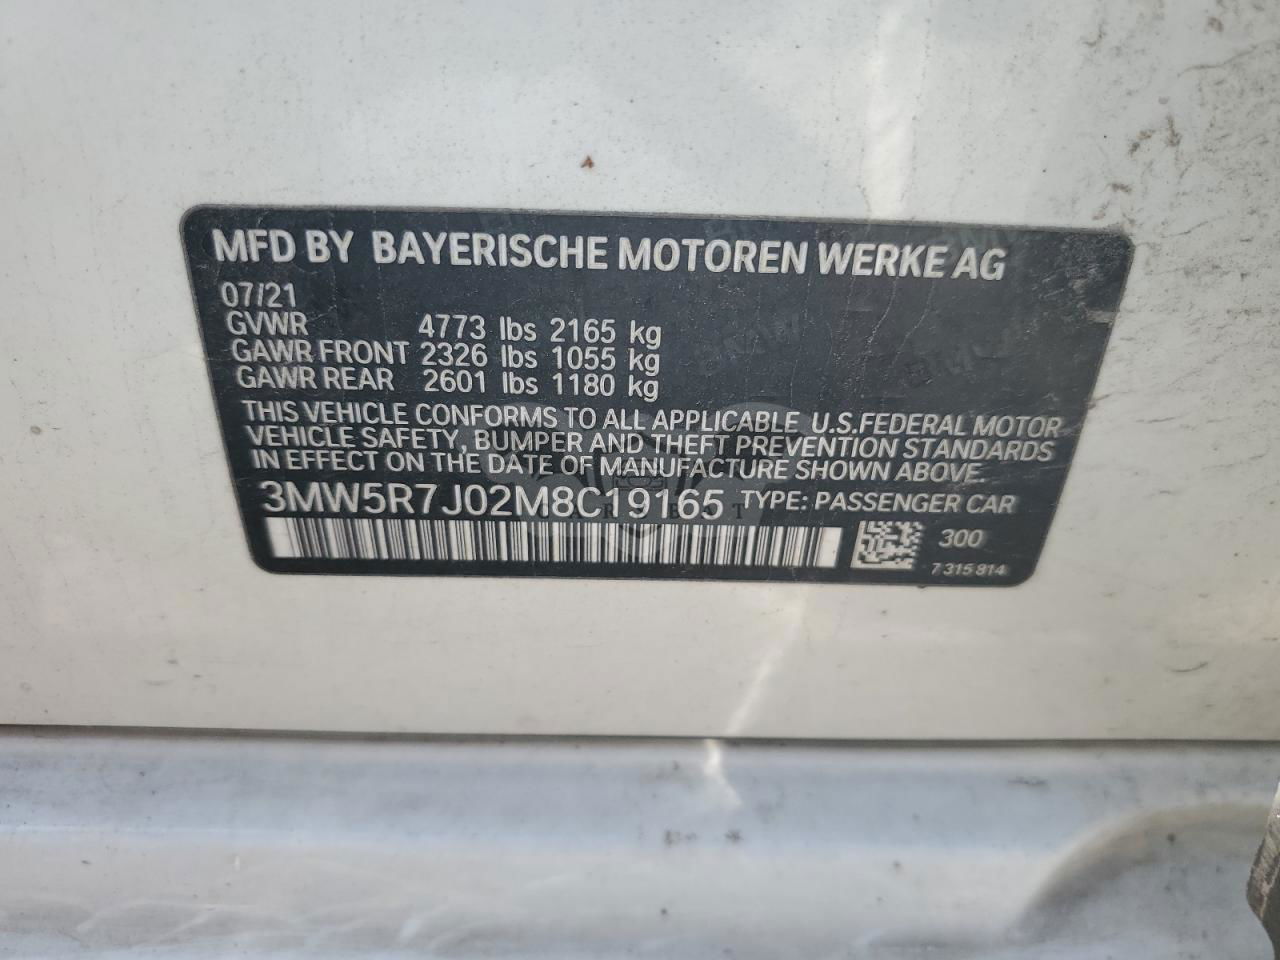 MFD BY BAYERISCHE MOTOREN WERKE AG
07/21
GVWR 4773 lbs 2165 kg
GAWR FRONT 2326 lbs 1055 kg
GAWR REAR 2601 lbs 1180 kg
THIS VEHICLE CONFORMS TO ALL APPLICABLE U.S.FEDERAL MOTOR
VEHICLE SAFETY, BUMPER AND THEFT PREVENTION STANDARDS
IN EFFECT ON THE DATE OF MANUFACTURE SHOWN ABOVE.
3MW5R7J02M8C19165 TYPE: PASSENGER CAR
300
7 315 814